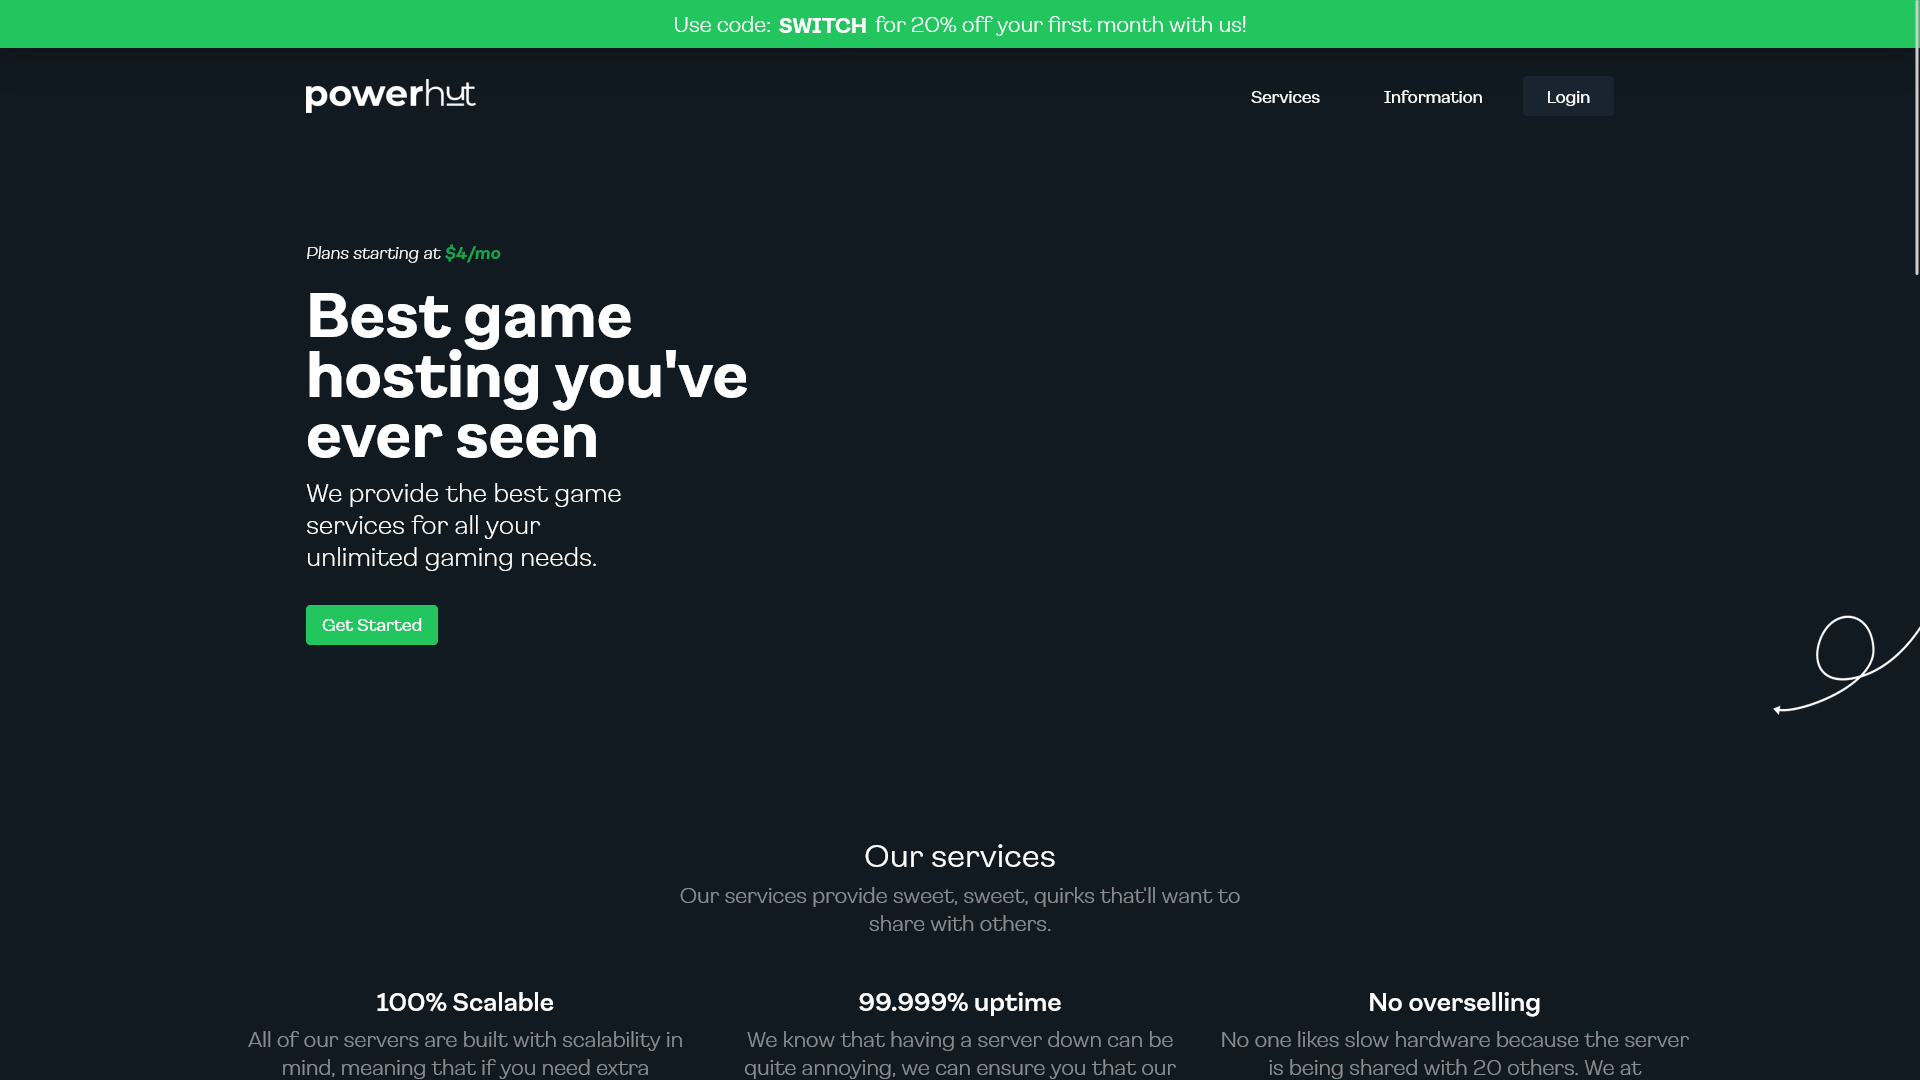 Use code: SWITCH for 20% off your first month with us!
powerhut
Services
Information
Login
Plans starting at $4/mo
Best game
hosting you've
ever seen
We provide the best game
services for all your
unlimited gaming needs.
Get Started
Our services
Our services provide sweet, sweet, quirks that'll want to
share with others.
100% Scalable
All of our servers are built with scalability in
mind, meaning that if you need extra
99.999% uptime
We know that having a server down can be
quite annoying, we can ensure you that our
No overselling
No one likes slow hardware because the server
is being shared with 20 others. We at